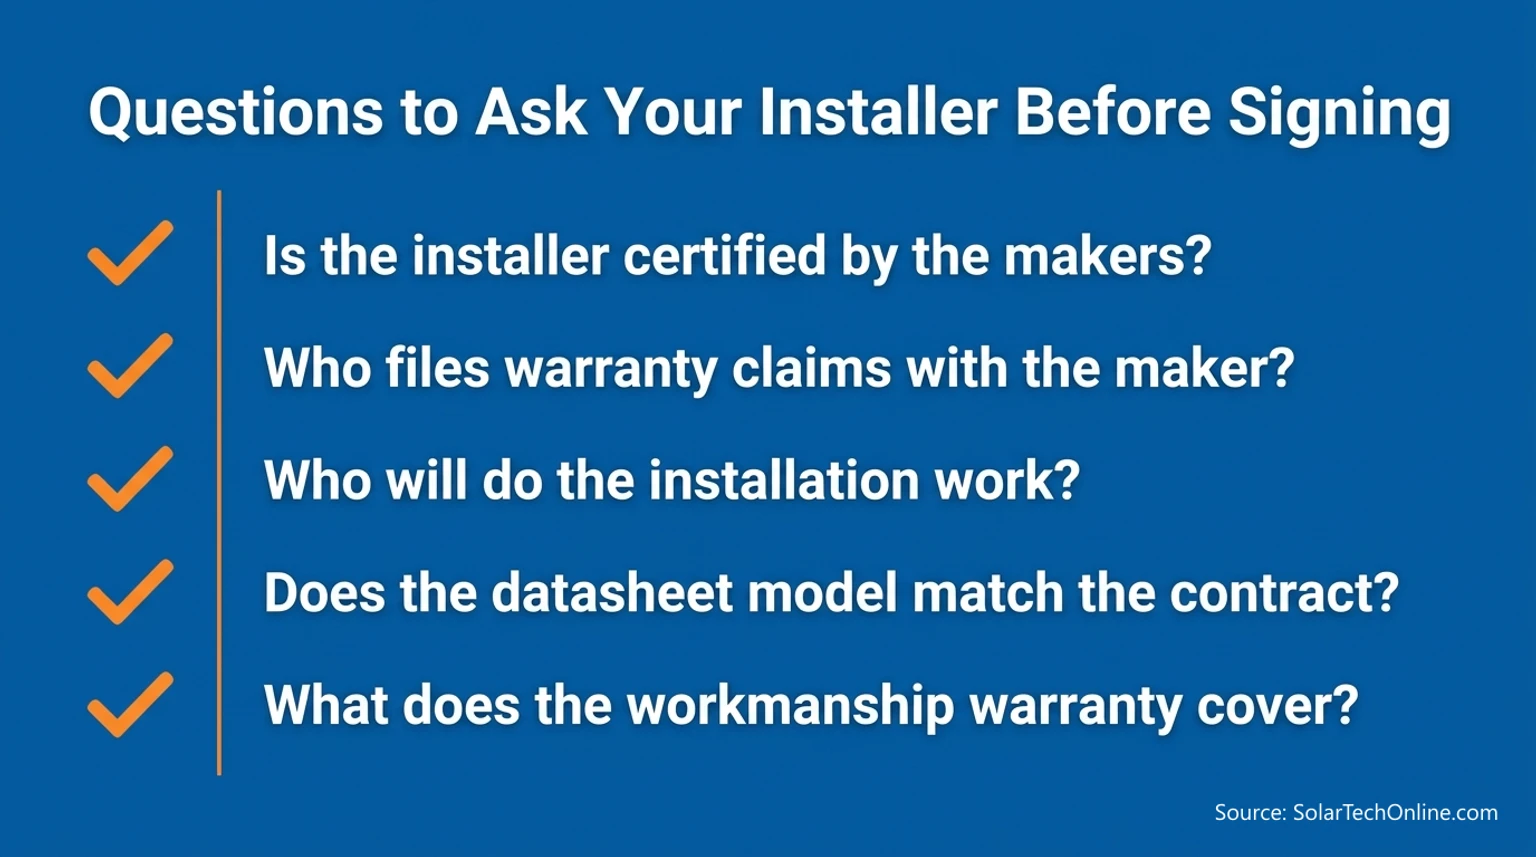 Questions to Ask Your Installer Before Signing
Is the installer certified by the makers?
Who files warranty claims with the maker?
Who will do the installation work?
Does the datasheet model match the contract?
What does the workmanship warranty cover?
Source: SolarTechOnline.com